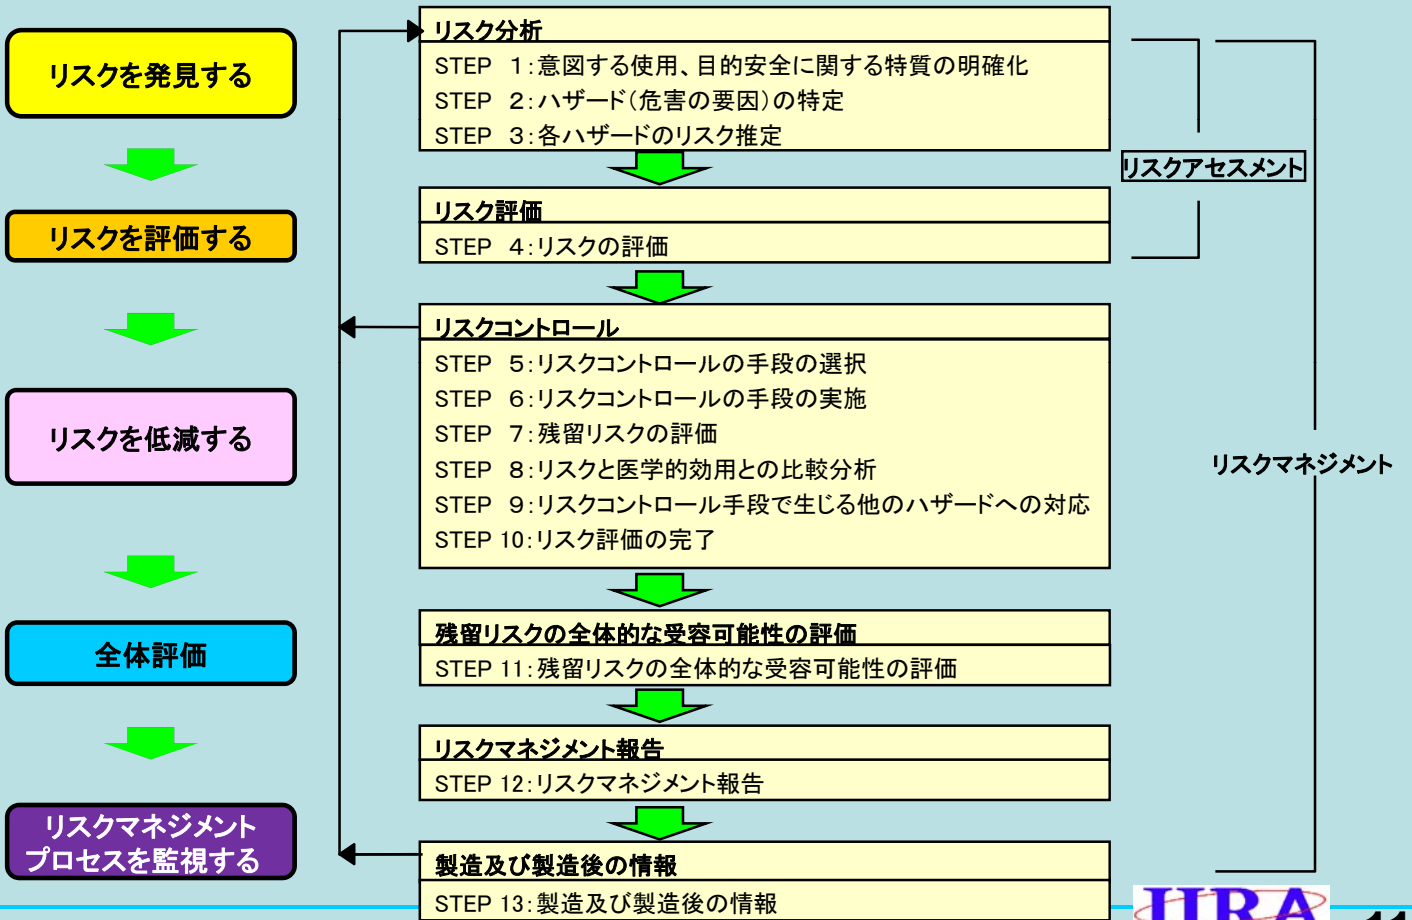 リスクを発見する
リスクを評価する
リスクを低減する
全体評価
リスクマネジメント
プロセスを監視する
リスク分析
STEP 1:意図する使用、目的安全に関する特質の明確化
STEP 2:ハザード(危害の要因)の特定
STEP 3:各ハザードのリスク推定
リスク評価
STEP 4:リスクの評価
リスクコントロール
STEP 5:リスクコントロールの手段の選択
STEP 6:リスクコントロールの手段の実施
STEP 7:残留リスクの評価
STEP 8:リスクと医学的効用との比較分析
STEP 9:リスクコントロール手段で生じる他のハザードへの対応
STEP 10:リスク評価の完了
残留リスクの全体的な受容可能性の評価
STEP 11:残留リスクの全体的な受容可能性の評価
リスクマネジメント報告
STEP 12:リスクマネジメント報告
製造及び製造後の情報
STEP 13:製造及び製造後の情報
リスクアセスメント
リスクマネジメント